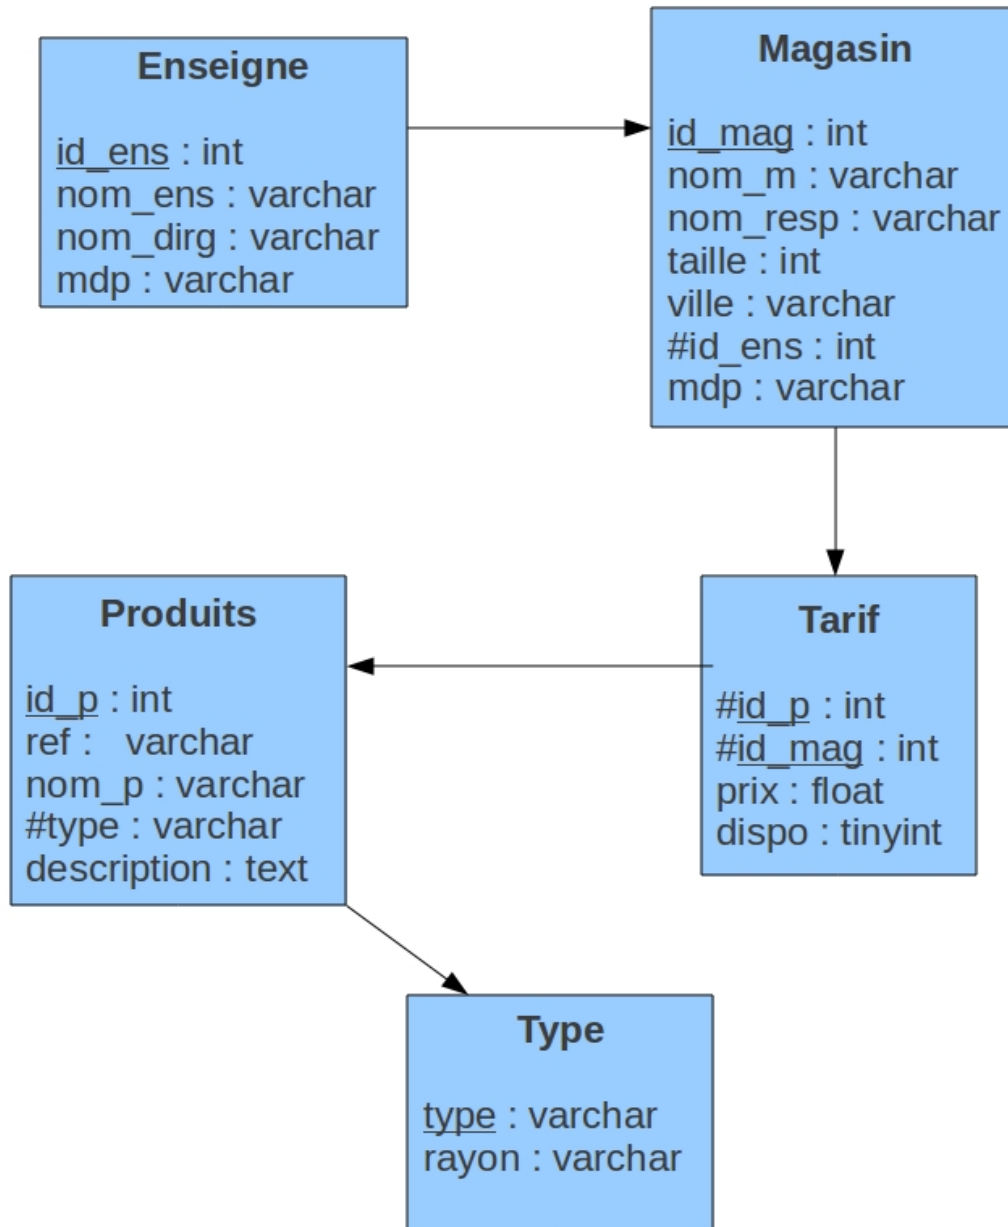 Enseigne
id_ens : int
nom_ens : varchar
nom_dirg : varchar
mdp : varchar
Magasin
id_mag : int
nom_m : varchar
nom_resp : varchar
taille : int
ville : varchar
#id_ens : int
mdp : varchar
Produits
id_p : int
ref :   varchar
nom_p : varchar
#type : varchar
description : text
Tarif
#id_p : int
#id_mag : int
prix : float
dispo : tinyint
Type
type : varchar
rayon : varchar